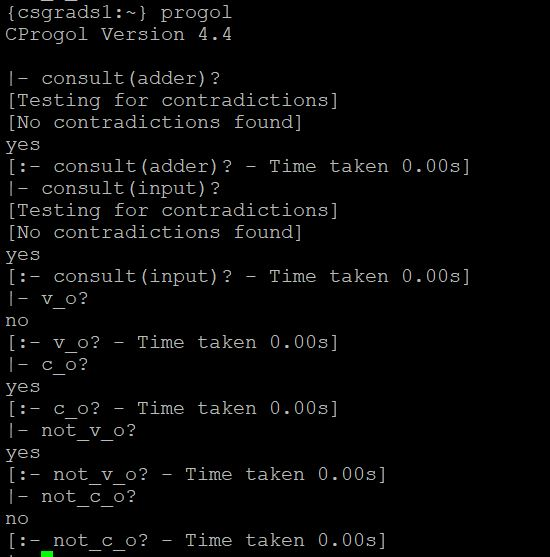 {csgrads1:~} progol
CProgol Version 4.4
|- consult(adder)?
[Testing for contradictions]
[No contradictions found]
yes
[:- consult(adder)? - Time taken 0.00s]
|- consult(input)?
[Testing for contradictions]
[No contradictions found]
yes
[:- consult(input)? - Time taken 0.00s]
|- v_o?
no
[:- v_o? - Time taken 0.00s]
|- c_o?
yes
[:- c_o? - Time taken 0.00s]
|- not_v_o?
yes
[:- not_v_o? - Time taken 0.00s]
|- not_c_o?
no
[:- not_c_o? - Time taken 0.00s]